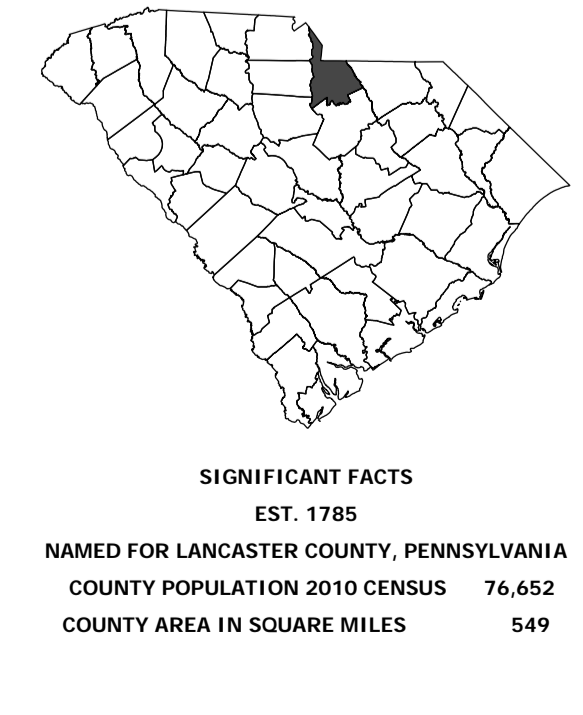 SIGNIFICANT FACTS
EST. 1785
NAMED FOR LANCASTER COUNTY, PENNSYLVANIA
COUNTY POPULATION 2010 CENSUS 76,652
COUNTY AREA IN SQUARE MILES 549